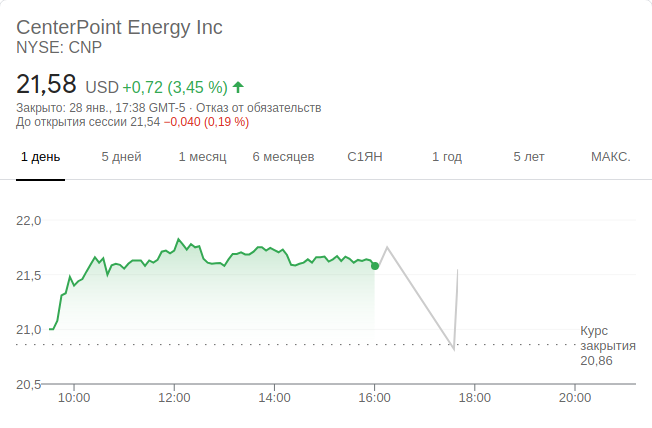 CenterPoint Energy Inc
NYSE: CNP
21,58 USD +0,72 (3,45 %)
Закрыто: 28 янв., 17:38 GMT-5 · Отказ от обязательств
До открытия сессии 21,54 −0,040 (0,19 %)
1 день 5 дней 1 месяц 6 месяцев С1ЯН 1 год 5 лет МАКС.
22,0
21,5
21,0
Курс
закрытия
20,86
20,5
10:00 12:00 14:00 16:00 18:00 20:00